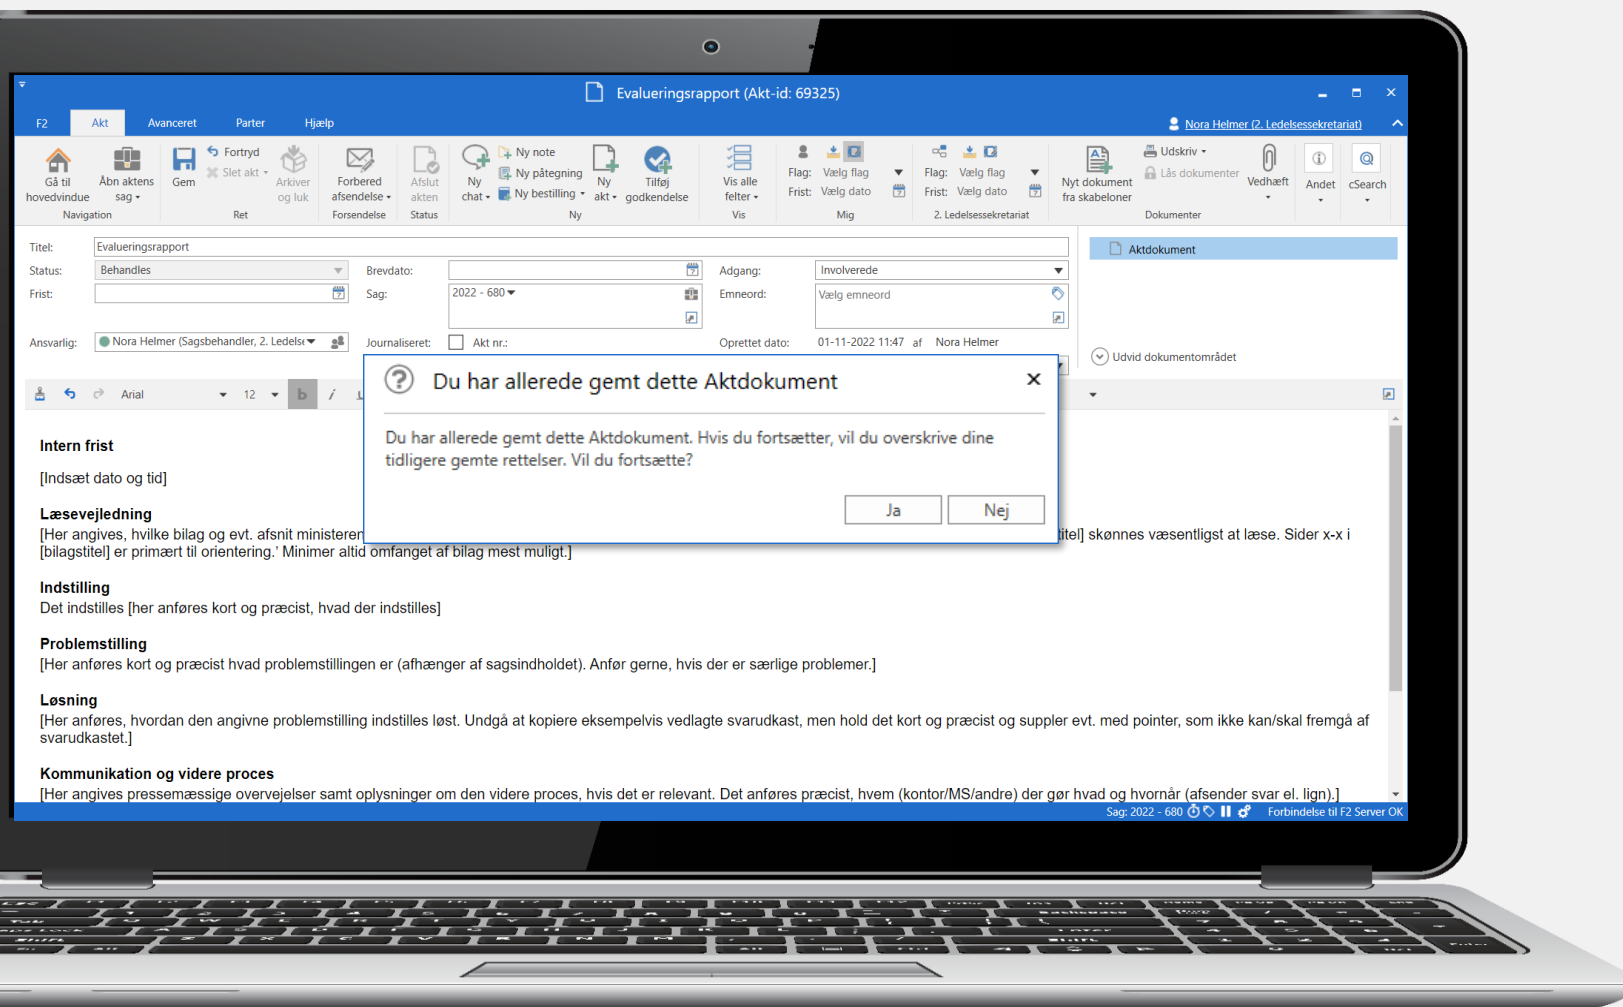 Evalueringsrapport (Akt-id: 69325)
F2 Akt Avanceret Parter Hjælp Nora Helmer (2. Ledelsessekretariat)
Gå til hovedvindue
Åbn aktens sag
Navigation
Gem
Fortryd
Slet akt
Arkiver og luk
Ret
Forbered afsendelse
Forsendelse
Afslut akten
Status
Ny chat
Ny note
Ny påtegning
Ny bestilling
Ny akt
Tilføj godkendelse
Ny
Vis alle felter
Vis
Flag: Vælg flag
Frist: Vælg dato
Mig
Flag: Vælg flag
Frist: Vælg dato
2. Ledelsessekretariat
Nyt dokument fra skabeloner
Udskriv
Lås dokumenter
Vedhæft
Dokumenter
Andet
cSearch
Titel: Evalueringsrapport
Status: Behandles Brevdato: Adgang: Involverede
Frist: Sag: 2022 - 680 Emneord: Vælg emneord
Ansvarlig: Nora Helmer (Sagsbehandler, 2. Ledelse Journaliseret: Akt nr.: Oprettet dato: 01-11-2022 11:47 af Nora Helmer
Aktdokument
Udvid dokumentområdet
Arial 12 b i u
Du har allerede gemt dette Aktdokument
Du har allerede gemt dette Aktdokument. Hvis du fortsætter, vil du overskrive dine
tidligere gemte rettelser. Vil du fortsætte?
Ja Nej
Intern frist
[Indsæt dato og tid]
Læsevejledning
[Her angives, hvilke bilag og evt. afsnit ministeren titel] skønnes væsentligst at læse. Sider x-x i
[bilagstitel] er primært til orientering.' Minimer altid omfanget af bilag mest muligt.]
Indstilling
Det indstilles [her anføres kort og præcist, hvad der indstilles]
Problemstilling
[Her anføres kort og præcist hvad problemstillingen er (afhænger af sagsindholdet). Anfør gerne, hvis der er særlige problemer.]
Løsning
[Her anføres, hvordan den angivne problemstilling indstilles løst. Undgå at kopiere eksempelvis vedlagte svarudkast, men hold det kort og præcist og suppler evt. med pointer, som ikke kan/skal fremgå af
svarudkastet.]
Kommunikation og videre proces
[Her angives pressemæssige overvejelser samt oplysninger om den videre proces, hvis det er relevant. Det anføres præcist, hvem (kontor/MS/andre) der gør hvad og hvornår (afsender svar el. lign).]
Sag: 2022 - 680 Forbindelse til F2 Server OK